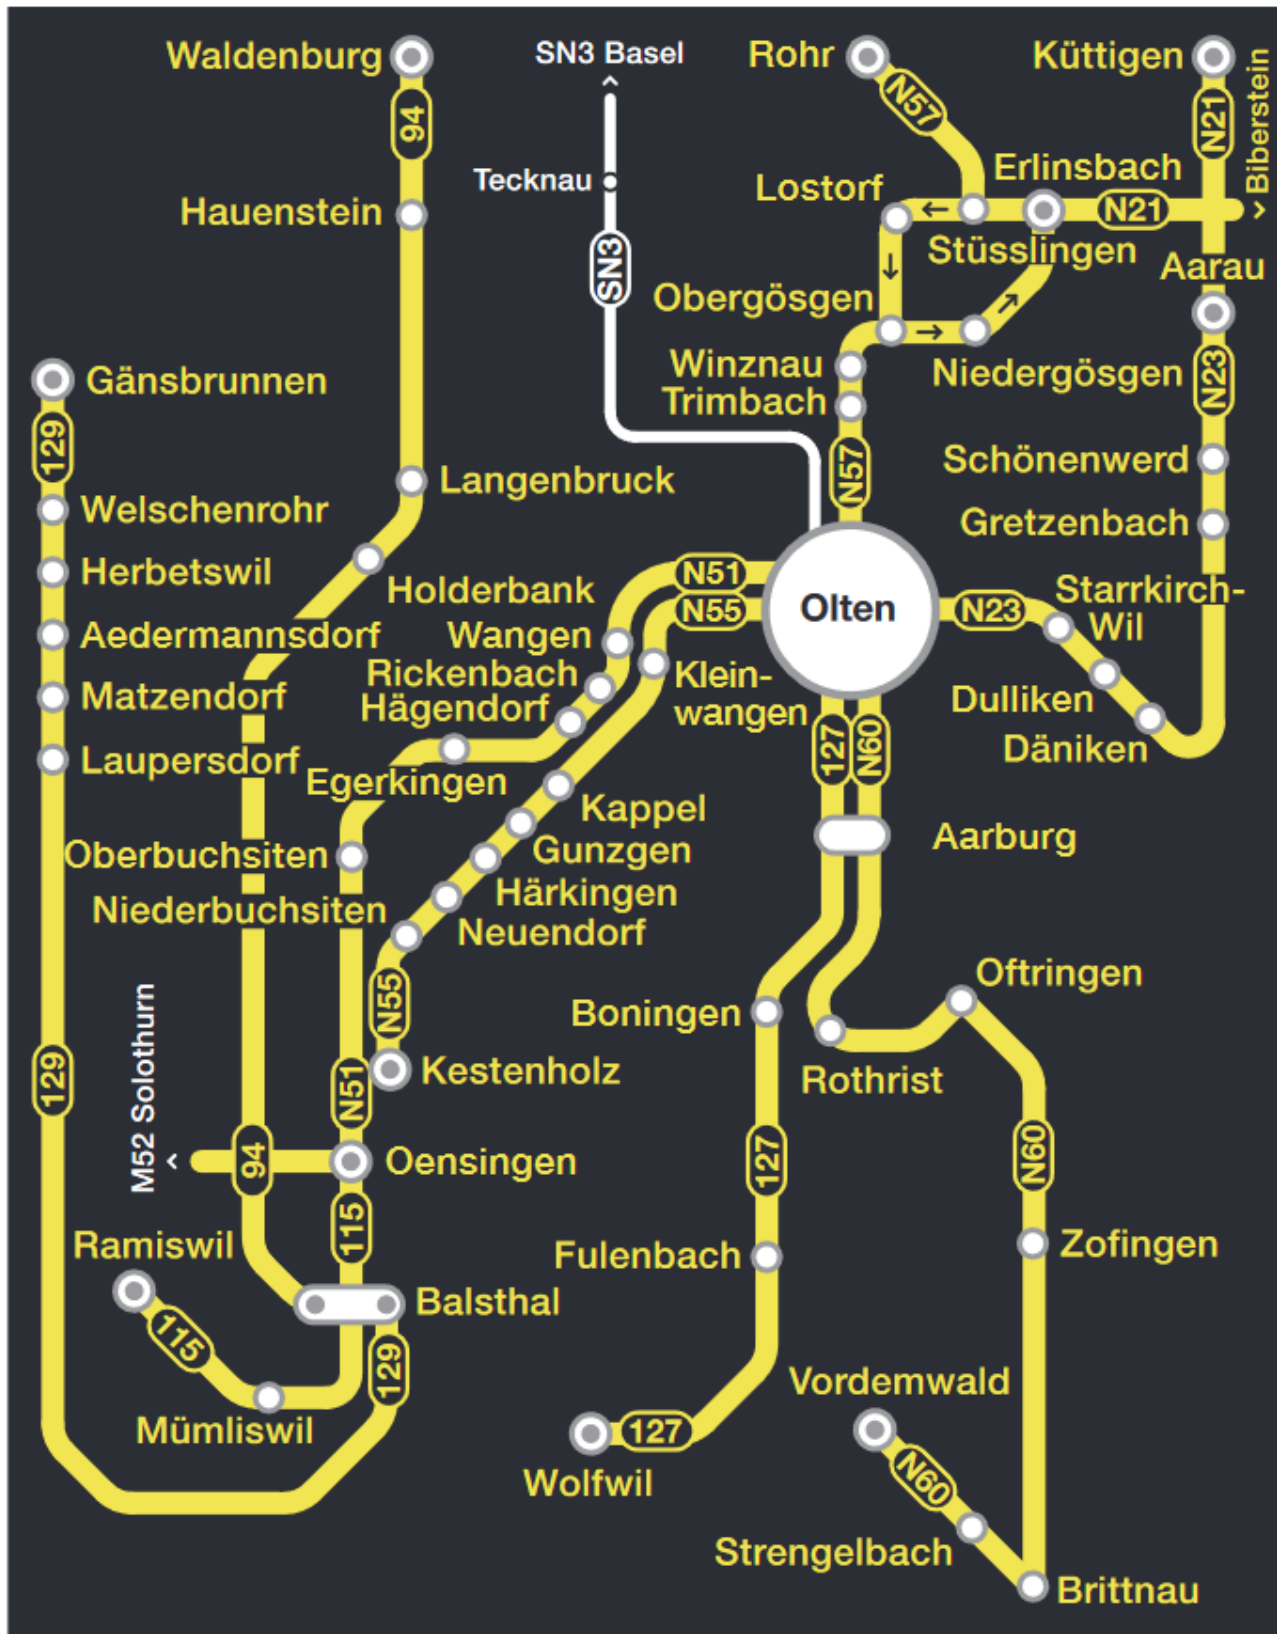 Waldenburg
SN3 Basel
Rohr
Küttigen
94
N57
N21
Biberstein
Tecknau
Erlinsbach
Lostorf
Hauenstein
N21
Stüsslingen
SN3
Aarau
Obergösgen
Winznau
Niedergösgen
N23
Gänsbrunnen
Trimbach
129
N57
Schönenwerd
Langenbruck
Welschenrohr
Gretzenbach
Herbetswil
Holderbank
N51
Starrkirch-
Wil
N55
Olten
N23
Aedermannsdorf
Wangen
Rickenbach
Klein-
wangen
Matzendorf
Hägendorf
Dulliken
Däniken
127
N60
Laupersdorf
Egerkingen
Kappel
Aarburg
Oberbuchsiten
Gunzgen
Härkingen
Niederbuchsiten
Neuendorf
Oftringen
N55
Boningen
M52 Solothurn
129
N51
Kestenholz
Rothrist
94
Oensingen
127
N60
115
Ramiswil
Fulenbach
Zofingen
Balsthal
115
129
Vordemwald
Mümliswil
127
Wolfwil
N60
Strengelbach
Brittnau